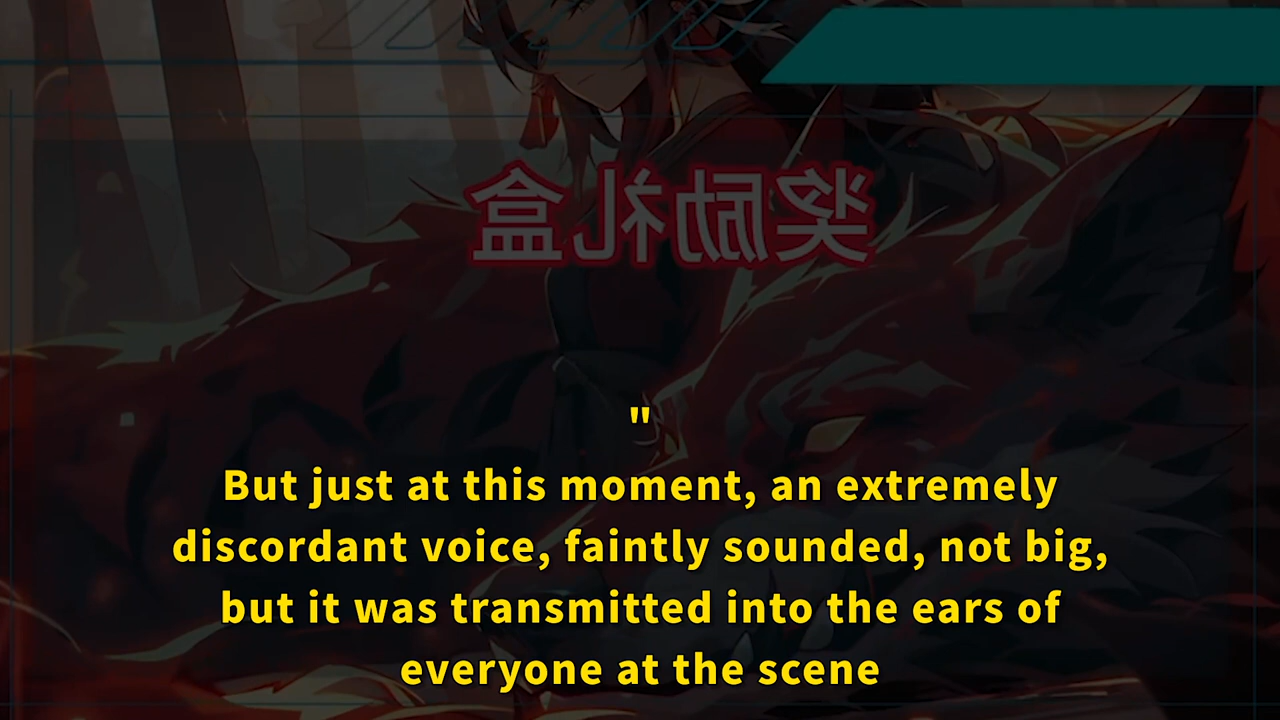 奖励礼盒
"
But just at this moment, an extremely
discordant voice, faintly sounded, not big,
but it was transmitted into the ears of
everyone at the scene